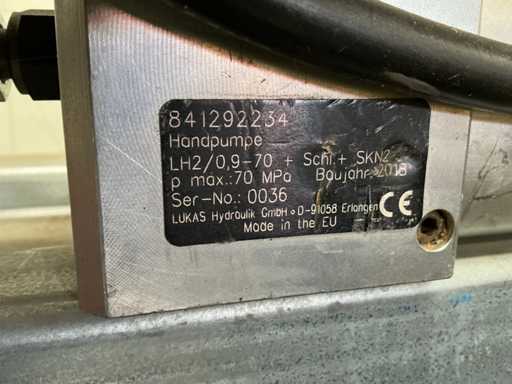 841292234
Handpumpe
LH2/0,9-70 + Schl.+ SKN2
p max.:70 MPa Baujahr:2018
Ser-No.: 0036
LUKAS Hydraulik GmbH ⋄ D-91058 Erlangen CE
Made in the EU